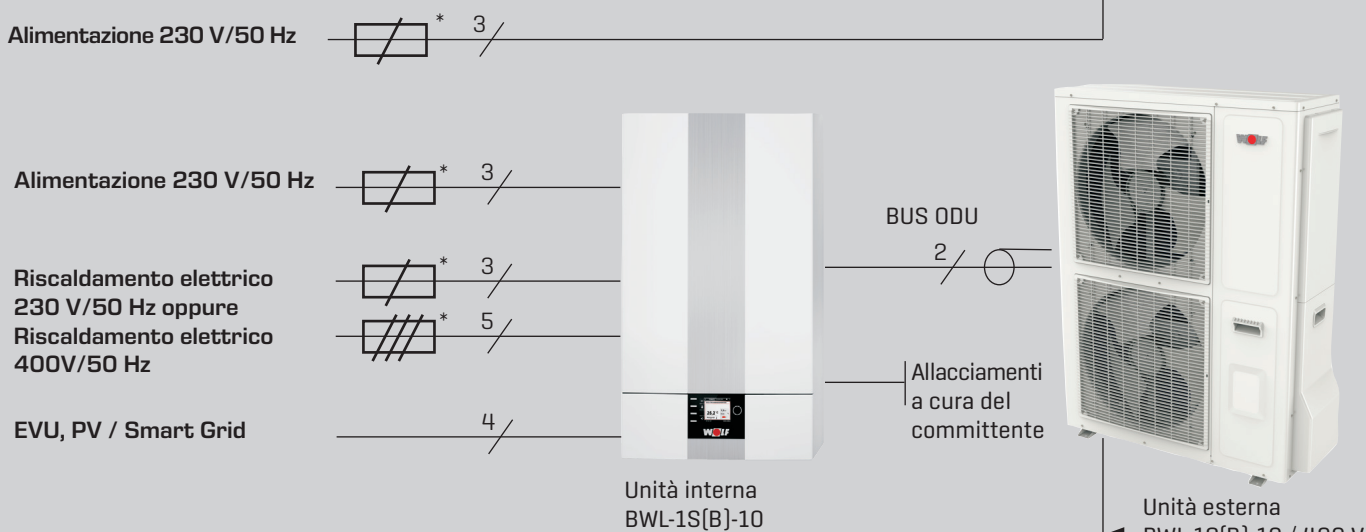 Alimentazione 230 V/50 Hz
* 3
WOLF
Alimentazione 230 V/50 Hz
* 3
BUS ODU
2
Riscaldamento elettrico
230 V/50 Hz oppure
* 3
Riscaldamento elettrico
400V/50 Hz
* 5
Allacciamenti
a cura del
committente
EVU, PV / Smart Grid
4
WOLF
Unità interna
BWL-1S(B)-10
Unità esterna